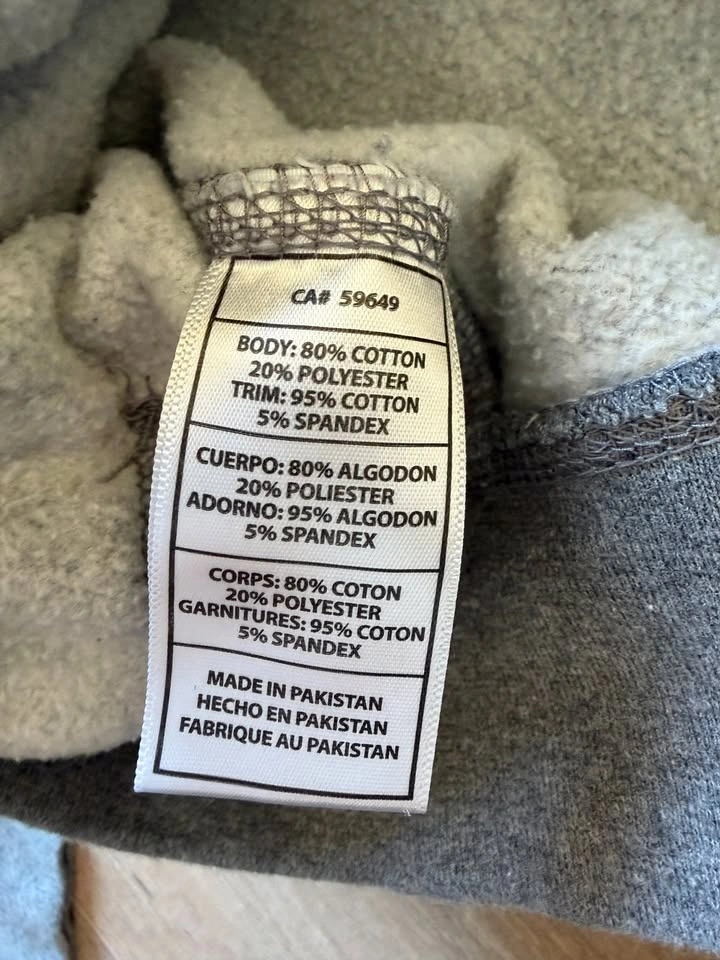 CA# 59649
BODY: 80% COTTON
20% POLYESTER
TRIM: 95% COTTON
5% SPANDEX
CUERPO: 80% ALGODON
20% POLIESTER
ADORNO: 95% ALGODON
5% SPANDEX
CORPS: 80% COTON
20% POLYESTER
GARNITURES: 95% COTON
5% SPANDEX
MADE IN PAKISTAN
HECHO EN PAKISTAN
FABRIQUE AU PAKISTAN